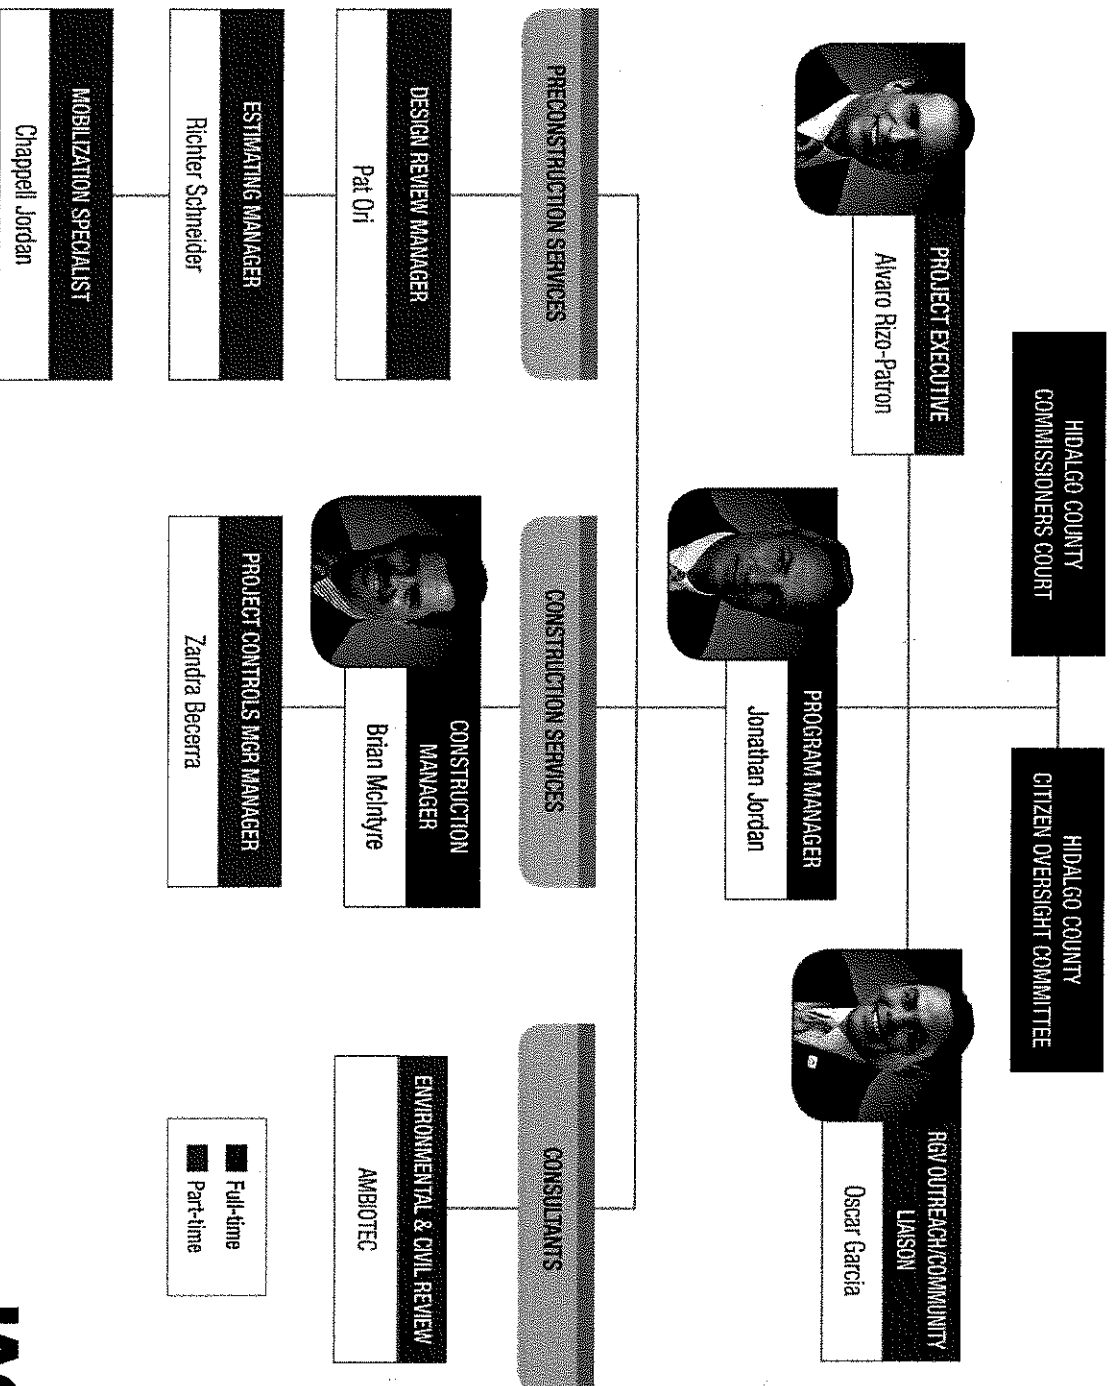 HIDALGO COUNTY
COMMISSIONERS COURT
HIDALGO COUNTY
CITIZEN OVERSIGHT COMMITTEE
PROJECT EXECUTIVE
Alvaro Rizo-Patron
RGV OUTREACH/COMMUNITY
LIAISON
Oscar Garcia
PROGRAM MANAGER
Jonathan Jordan
PRECONSTRUCTION SERVICES
CONSTRUCTION SERVICES
CONSULTANTS
DESIGN REVIEW MANAGER
Pat Ori
CONSTRUCTION
MANAGER
Brian McIntyre
ENVIRONMENTAL & CIVIL REVIEW
AMBIOTEC
ESTIMATING MANAGER
Richter Schneider
PROJECT CONTROLS MGR MANAGER
Zandra Becerra
Full-time
Part-time
MOBILIZATION SPECIALIST
Chappell Jordan